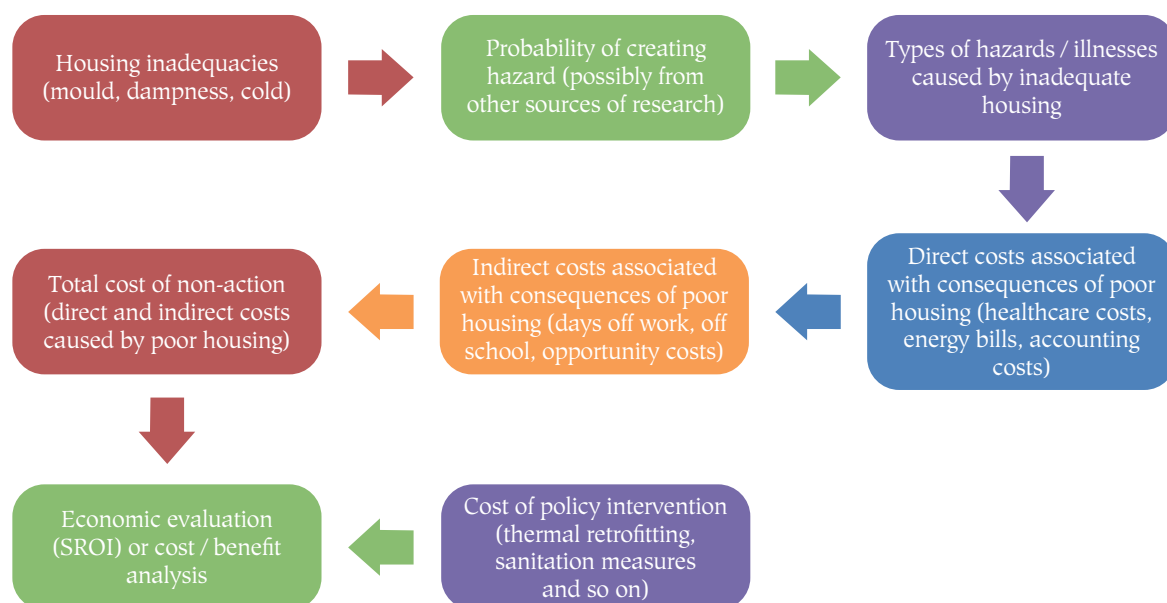 Housing inadequacies
(mould, dampness, cold)
Probability of creating
hazard (possibly from
other sources of research)
Types of hazards / illnesses
caused by inadequate
housing
Direct costs associated
with consequences of poor
housing (healthcare costs,
energy bills, accounting
costs)
Indirect costs associated
with consequences of poor
housing (days off work, off
school, opportunity costs)
Total cost of non-action
(direct and indirect costs
caused by poor housing)
Economic evaluation
(SROI) or cost / benefit
analysis
Cost of policy intervention
(thermal retrofitting,
sanitation measures
and so on)